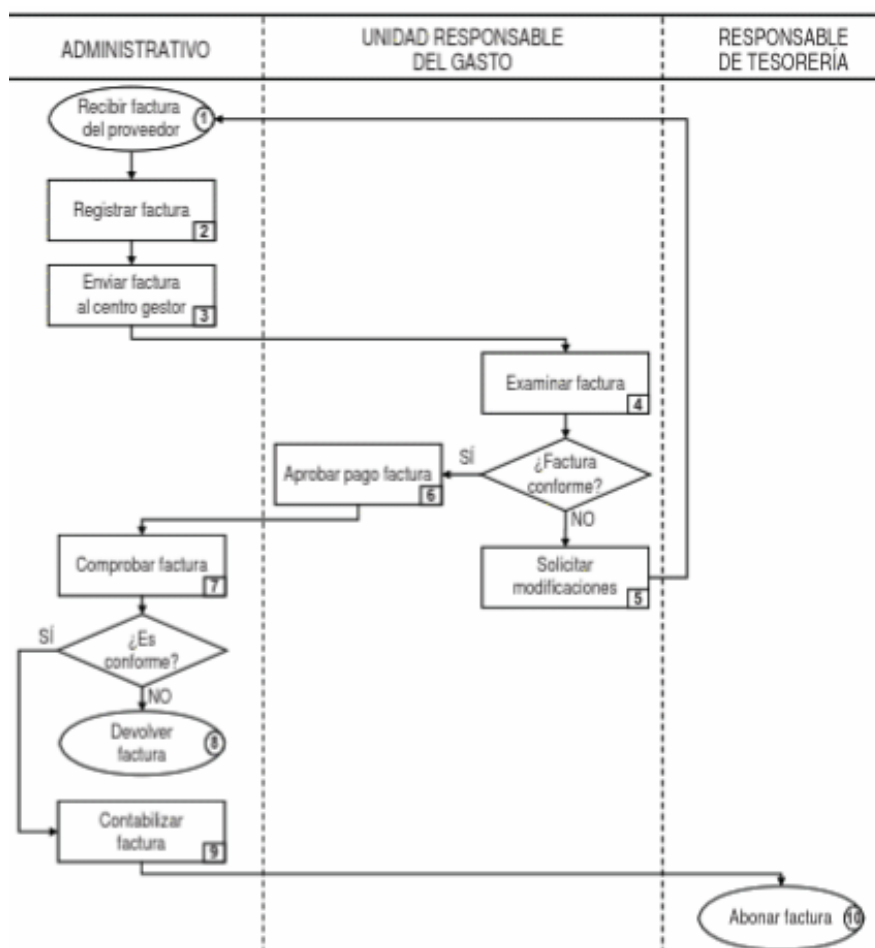 ADMINISTRATIVO
UNIDAD RESPONSABLE
DEL GASTO
RESPONSABLE
DE TESORERÍA
Recibir factura
del proveedor
1
Registrar factura
2
Enviar factura
al centro gestor
3
Examinar factura
4
¿Factura
conforme?
SÍ
NO
Aprobar pago factura
6
Solicitar
modificaciones
5
Comprobar factura
7
¿Es
conforme?
SÍ
NO
Devolver
factura
8
Contabilizar
factura
9
Abonar factura
10